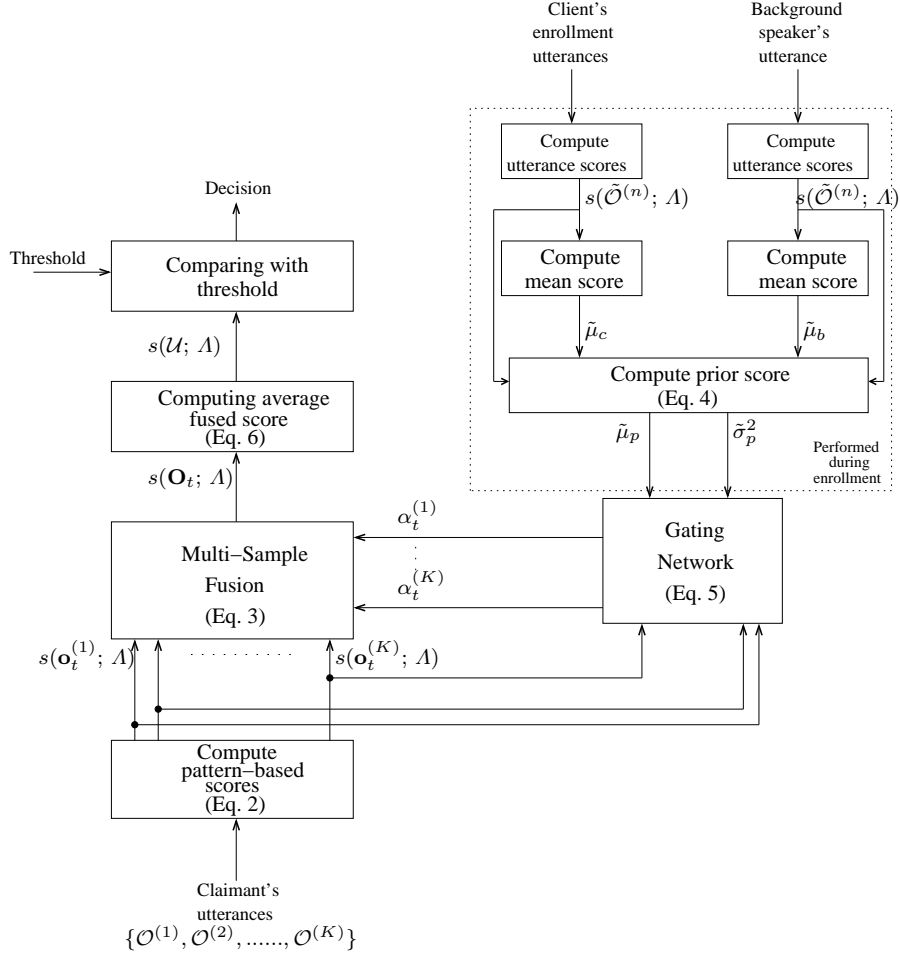 Client's
enrollment
utterances
Background
speaker's
utterance
Compute
utterance scores
Compute
utterance scores
s(Õ^(n); Λ)
s(Õ^(n); Λ)
Compute
mean score
Compute
mean score
μ̃_c
μ̃_b
Compute prior score
(Eq. 4)
μ̃_p
σ̃_p^2
Performed
during
enrollment
Decision
Threshold
Comparing with
threshold
s(U; Λ)
Computing average
fused score
(Eq. 6)
s(O_t; Λ)
Multi–Sample
Fusion
(Eq. 3)
α_t^(1)
α_t^(K)
Gating
Network
(Eq. 5)
s(o_t^(1); Λ)
s(o_t^(K); Λ)
Compute
pattern–based
scores
(Eq. 2)
Claimant's
utterances
{O^(1), O^(2), ......, O^(K)}